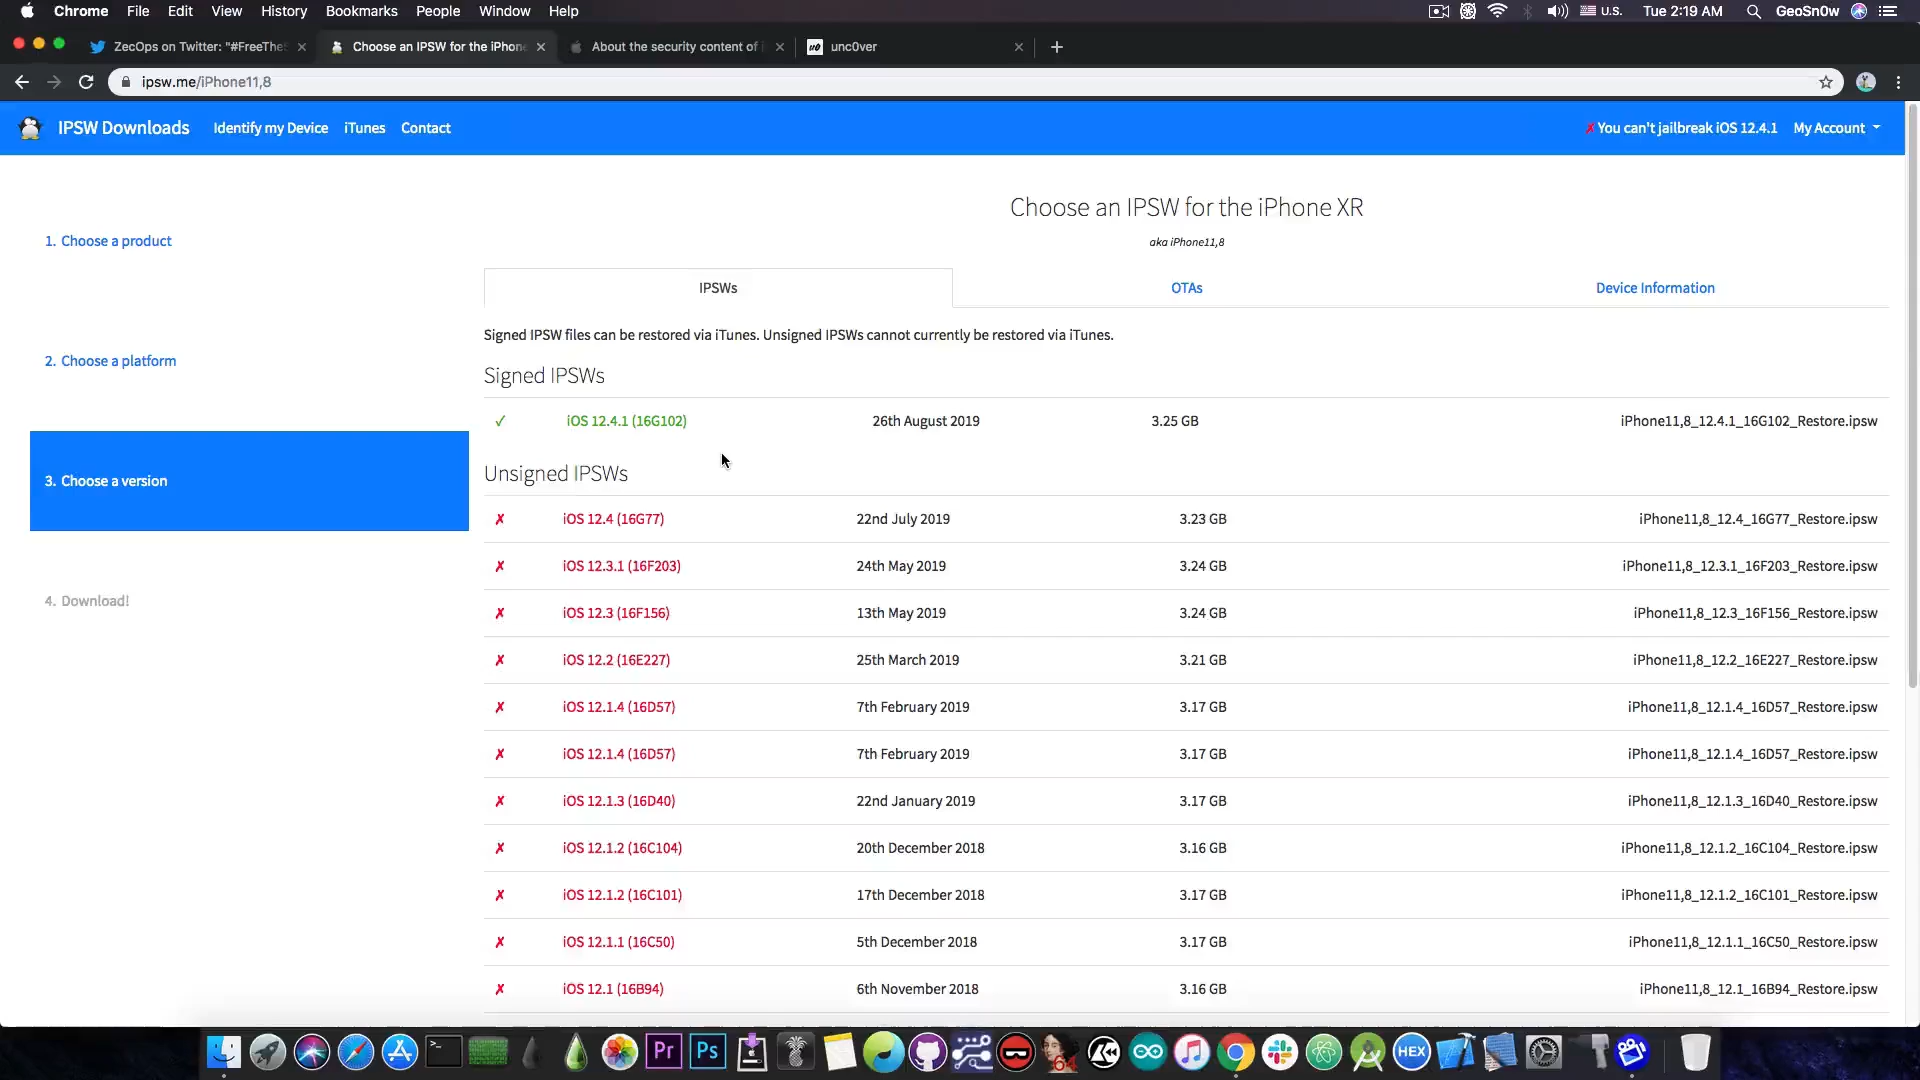 Chrome File Edit View History Bookmarks People Window Help U.S. Tue 2:19 AM GeoSn0w
ZecOps on Twitter: "#FreeThe
Choose an IPSW for the iPhone
About the security content of
unc0ver
ipsw.me/iPhone11,8
IPSW Downloads Identify my Device iTunes Contact ✗You can't jailbreak iOS 12.4.1 My Account
Choose an IPSW for the iPhone XR
aka iPhone11,8
1. Choose a product
2. Choose a platform
3. Choose a version
4. Download!
IPSWs OTAs Device Information
Signed IPSW files can be restored via iTunes. Unsigned IPSWs cannot currently be restored via iTunes.
Signed IPSWs
✓ iOS 12.4.1 (16G102) 26th August 2019 3.25 GB iPhone11,8_12.4.1_16G102_Restore.ipsw
Unsigned IPSWs
✗ iOS 12.4 (16G77) 22nd July 2019 3.23 GB iPhone11,8_12.4_16G77_Restore.ipsw
✗ iOS 12.3.1 (16F203) 24th May 2019 3.24 GB iPhone11,8_12.3.1_16F203_Restore.ipsw
✗ iOS 12.3 (16F156) 13th May 2019 3.24 GB iPhone11,8_12.3_16F156_Restore.ipsw
✗ iOS 12.2 (16E227) 25th March 2019 3.21 GB iPhone11,8_12.2_16E227_Restore.ipsw
✗ iOS 12.1.4 (16D57) 7th February 2019 3.17 GB iPhone11,8_12.1.4_16D57_Restore.ipsw
✗ iOS 12.1.4 (16D57) 7th February 2019 3.17 GB iPhone11,8_12.1.4_16D57_Restore.ipsw
✗ iOS 12.1.3 (16D40) 22nd January 2019 3.17 GB iPhone11,8_12.1.3_16D40_Restore.ipsw
✗ iOS 12.1.2 (16C104) 20th December 2018 3.16 GB iPhone11,8_12.1.2_16C104_Restore.ipsw
✗ iOS 12.1.2 (16C101) 17th December 2018 3.17 GB iPhone11,8_12.1.2_16C101_Restore.ipsw
✗ iOS 12.1.1 (16C50) 5th December 2018 3.17 GB iPhone11,8_12.1.1_16C50_Restore.ipsw
✗ iOS 12.1 (16B94) 6th November 2018 3.16 GB iPhone11,8_12.1_16B94_Restore.ipsw
Pr Ps 64 HEX